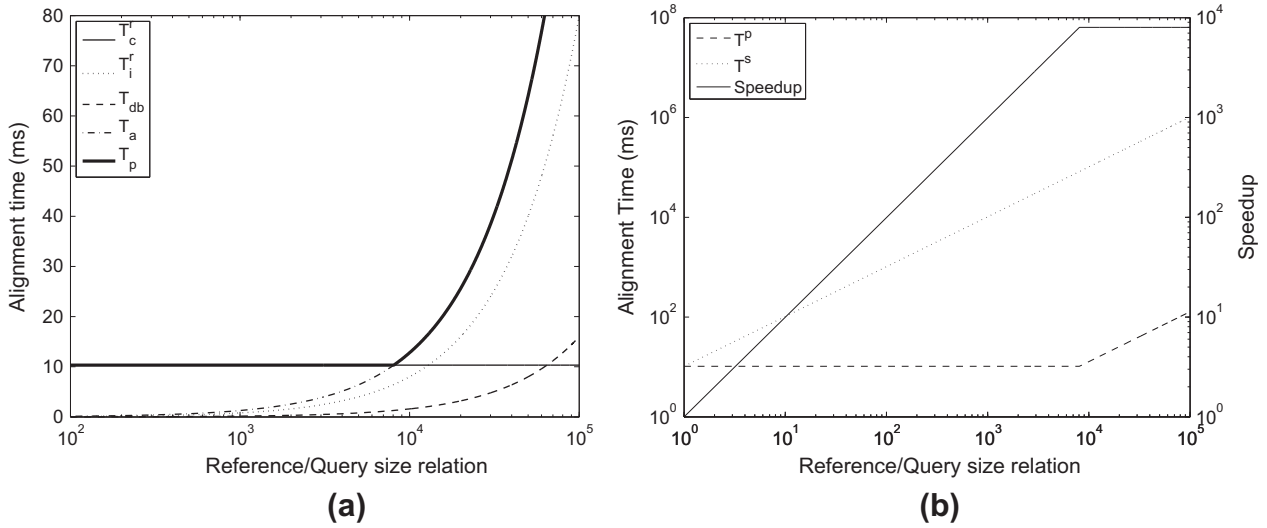 80
70
60
50
40
30
20
10
0
Alignment time (ms)
T_c^r
T_i^r
T_db
T_a
T_p
10^2
10^3
10^4
10^5
Reference/Query size relation
(a)
10^8
10^6
10^4
10^2
10^0
Alignment Time (ms)
T^p
T^s
Speedup
10^4
10^3
10^2
10^1
10^0
Speedup
10^0
10^1
10^2
10^3
10^4
10^5
Reference/Query size relation
(b)